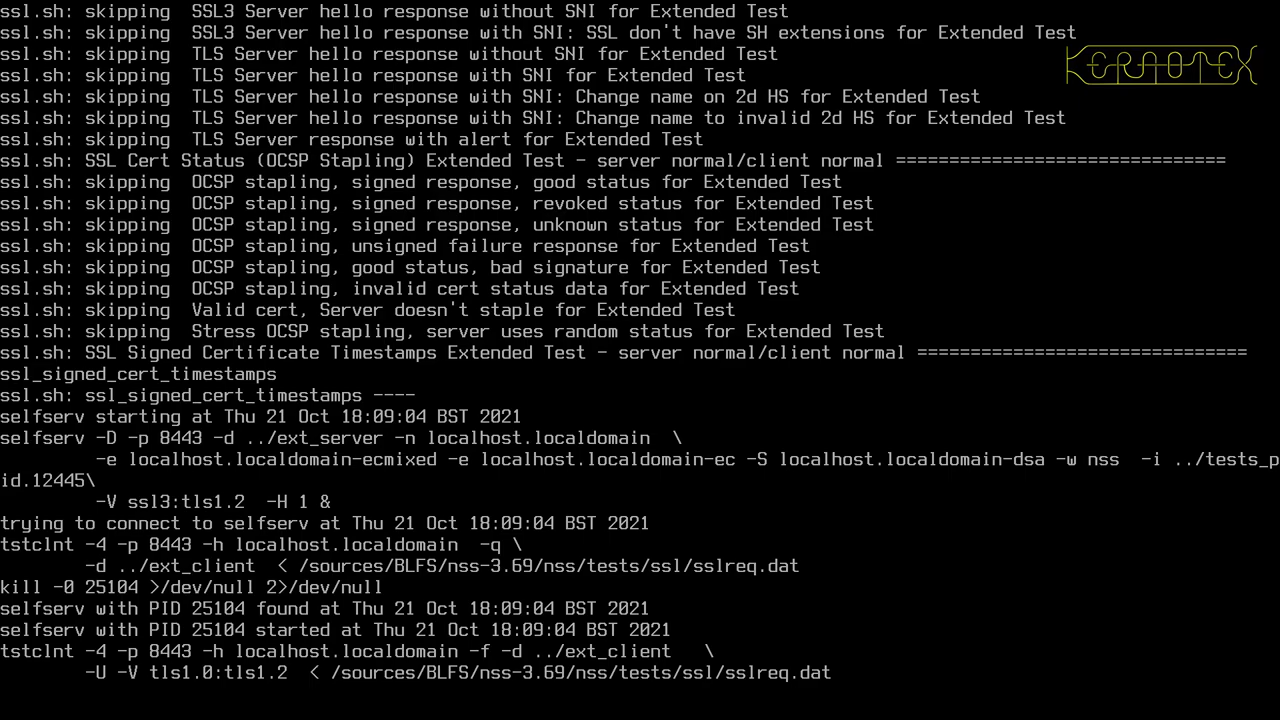 ssl.sh: skipping  SSL3 Server hello response without SNI for Extended Test
ssl.sh: skipping  SSL3 Server hello response with SNI: SSL don't have SH extensions for Extended Test
ssl.sh: skipping  TLS Server hello response without SNI for Extended Test
ssl.sh: skipping  TLS Server hello response with SNI for Extended Test
KERNOTEX
ssl.sh: skipping  TLS Server hello response with SNI: Change name on 2d HS for Extended Test
ssl.sh: skipping  TLS Server hello response with SNI: Change name to invalid 2d HS for Extended Test
ssl.sh: skipping  TLS Server response with alert for Extended Test
ssl.sh: SSL Cert Status (OCSP Stapling) Extended Test - server normal/client normal ===============================
ssl.sh: skipping  OCSP stapling, signed response, good status for Extended Test
ssl.sh: skipping  OCSP stapling, signed response, revoked status for Extended Test
ssl.sh: skipping  OCSP stapling, signed response, unknown status for Extended Test
ssl.sh: skipping  OCSP stapling, unsigned failure response for Extended Test
ssl.sh: skipping  OCSP stapling, good status, bad signature for Extended Test
ssl.sh: skipping  OCSP stapling, invalid cert status data for Extended Test
ssl.sh: skipping  Valid cert, Server doesn't staple for Extended Test
ssl.sh: skipping  Stress OCSP stapling, server uses random status for Extended Test
ssl.sh: SSL Signed Certificate Timestamps Extended Test - server normal/client normal ===============================
ssl_signed_cert_timestamps
ssl.sh: ssl_signed_cert_timestamps ----
selfserv starting at Thu 21 Oct 18:09:04 BST 2021
selfserv -D -p 8443 -d ../ext_server -n localhost.localdomain  \
         -e localhost.localdomain-ecmixed -e localhost.localdomain-ec -S localhost.localdomain-dsa -w nss  -i ../tests_p
id.12445\
         -V ssl3:tls1.2  -H 1 &
trying to connect to selfserv at Thu 21 Oct 18:09:04 BST 2021
tstclnt -4 -p 8443 -h localhost.localdomain  -q \
        -d ../ext_client  < /sources/BLFS/nss-3.69/nss/tests/ssl/sslreq.dat
kill -0 25104 >/dev/null 2>/dev/null
selfserv with PID 25104 found at Thu 21 Oct 18:09:04 BST 2021
selfserv with PID 25104 started at Thu 21 Oct 18:09:04 BST 2021
tstclnt -4 -p 8443 -h localhost.localdomain -f -d ../ext_client   \
        -U -V tls1.0:tls1.2  < /sources/BLFS/nss-3.69/nss/tests/ssl/sslreq.dat